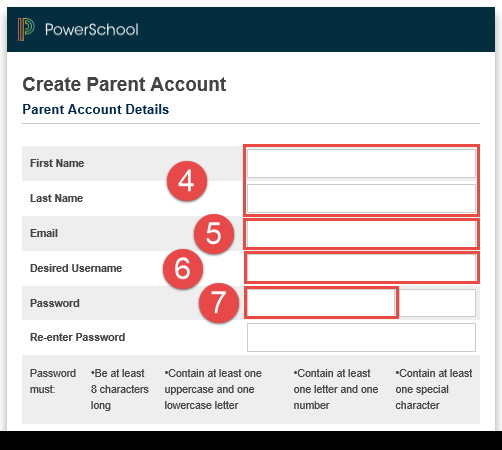 PowerSchool
Create Parent Account
Parent Account Details
First Name
4
Last Name
Email
5
Desired Username
6
Password
7
Re-enter Password
Password must:
•Be at least 8 characters long
•Contain at least one uppercase and one lowercase letter
•Contain at least one letter and one number
•Contain at least one special character